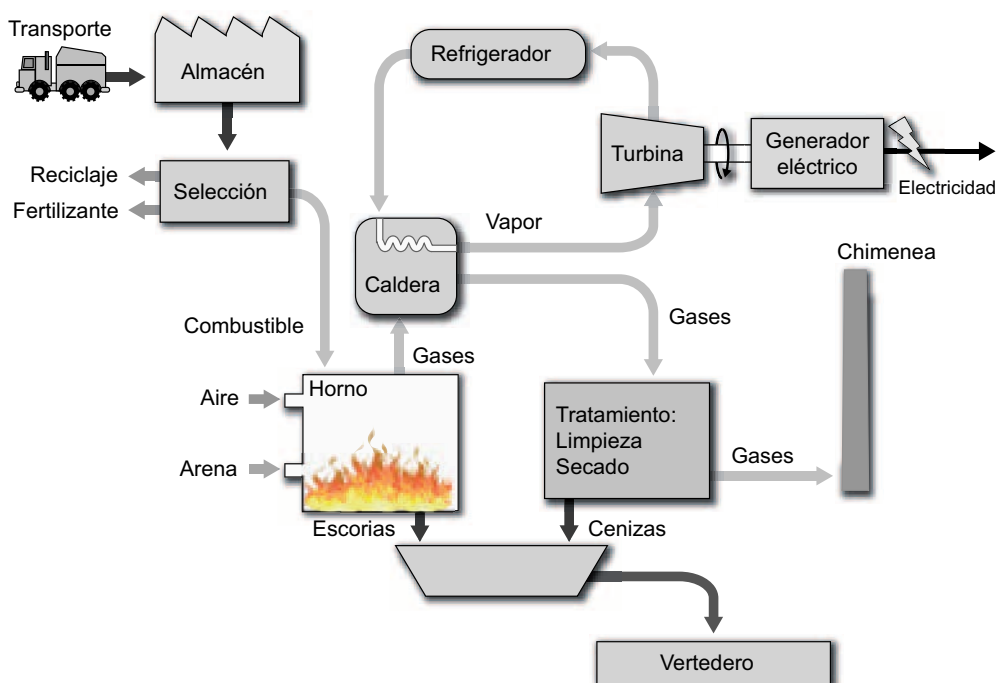 Transporte
Almacén
Refrigerador
Turbina
Generador
eléctrico
Electricidad
Reciclaje
Fertilizante
Selección
Vapor
Caldera
Chimenea
Combustible
Gases
Gases
Horno
Aire
Arena
Tratamiento:
Limpieza
Secado
Gases
Escorias
Cenizas
Vertedero